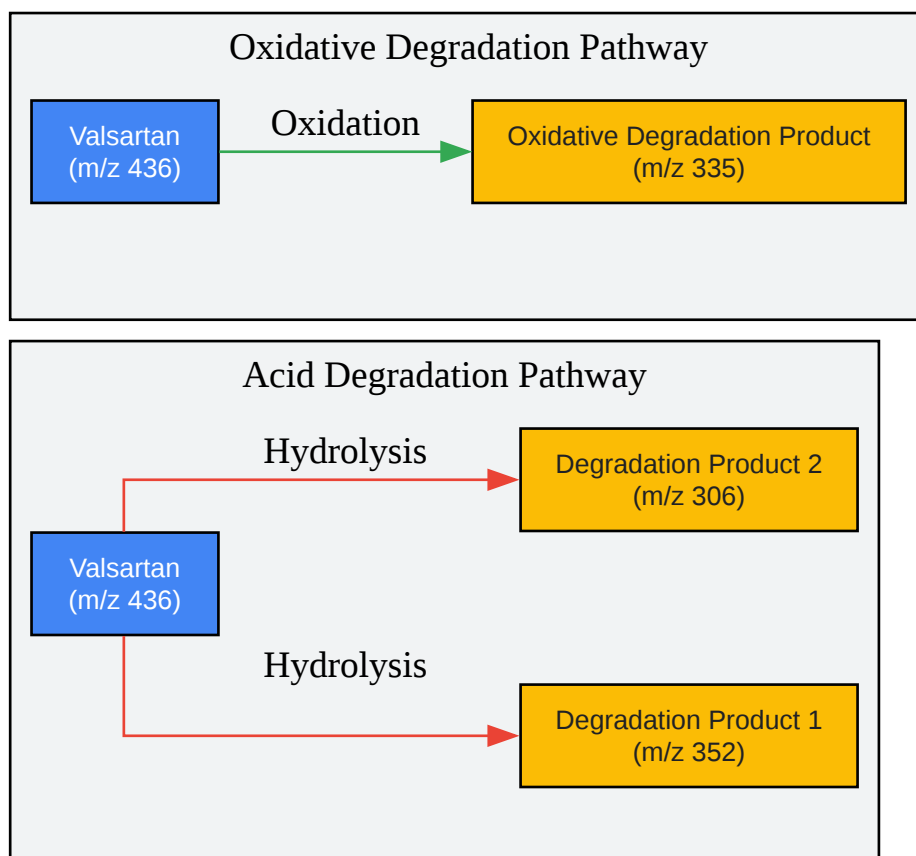 Oxidative Degradation Pathway
Valsartan
(m/z 436)
Oxidation
Oxidative Degradation Product
(m/z 335)
Acid Degradation Pathway
Hydrolysis
Degradation Product 2
(m/z 306)
Valsartan
(m/z 436)
Hydrolysis
Degradation Product 1
(m/z 352)